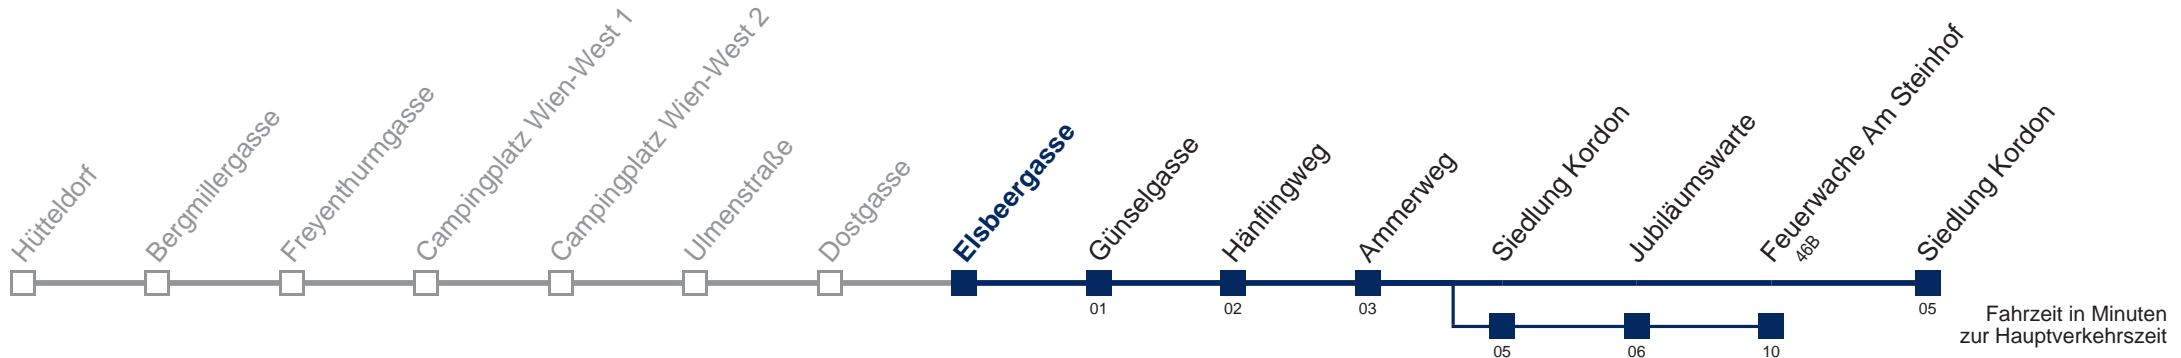 Hütteldorf
Bergmillergasse
Freyenthurmgasse
Campingplatz Wien-West 1
Campingplatz Wien-West 2
Ulmenstraße
Dostgasse
Elsbeergasse
Günselgasse
Hänflingweg
Ammerweg
Siedlung Kordon
Jubiläumswarte
Feuerwache Am Steinhof
46B
Siedlung Kordon
01
02
03
05
05
06
10
Fahrzeit in Minuten
zur Hauptverkehrszeit